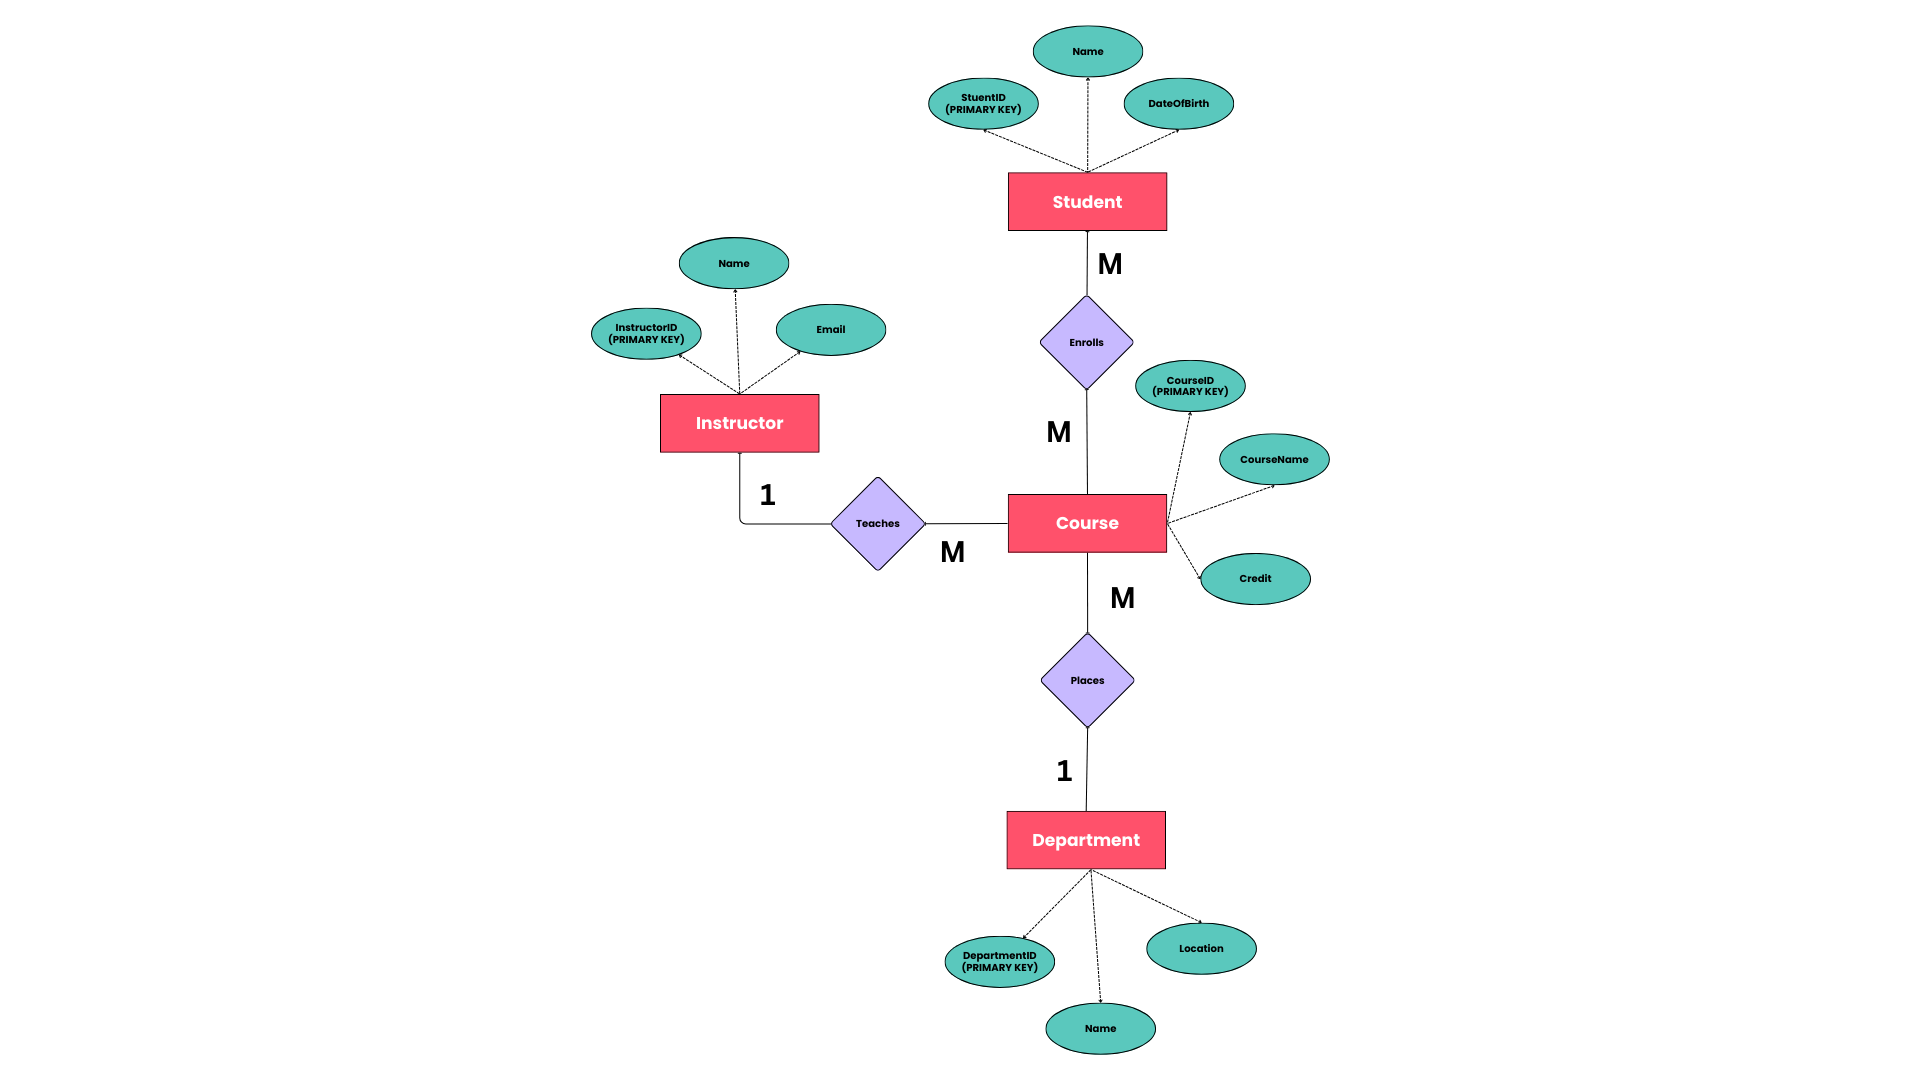 Name
StuentID
(PRIMARY KEY)
DateOfBirth
Student
M
Name
InstructorID
(PRIMARY KEY)
Email
Enrolls
CourseID
(PRIMARY KEY)
Instructor
M
CourseName
1
Teaches
Course
M
Credit
M
Places
1
Department
DepartmentID
(PRIMARY KEY)
Location
Name